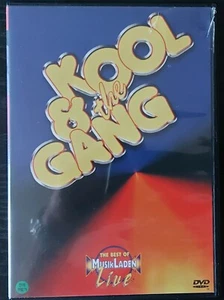 KOOL
& the
GANG
THE BEST OF
MUSIKLADEN
Live
DVD